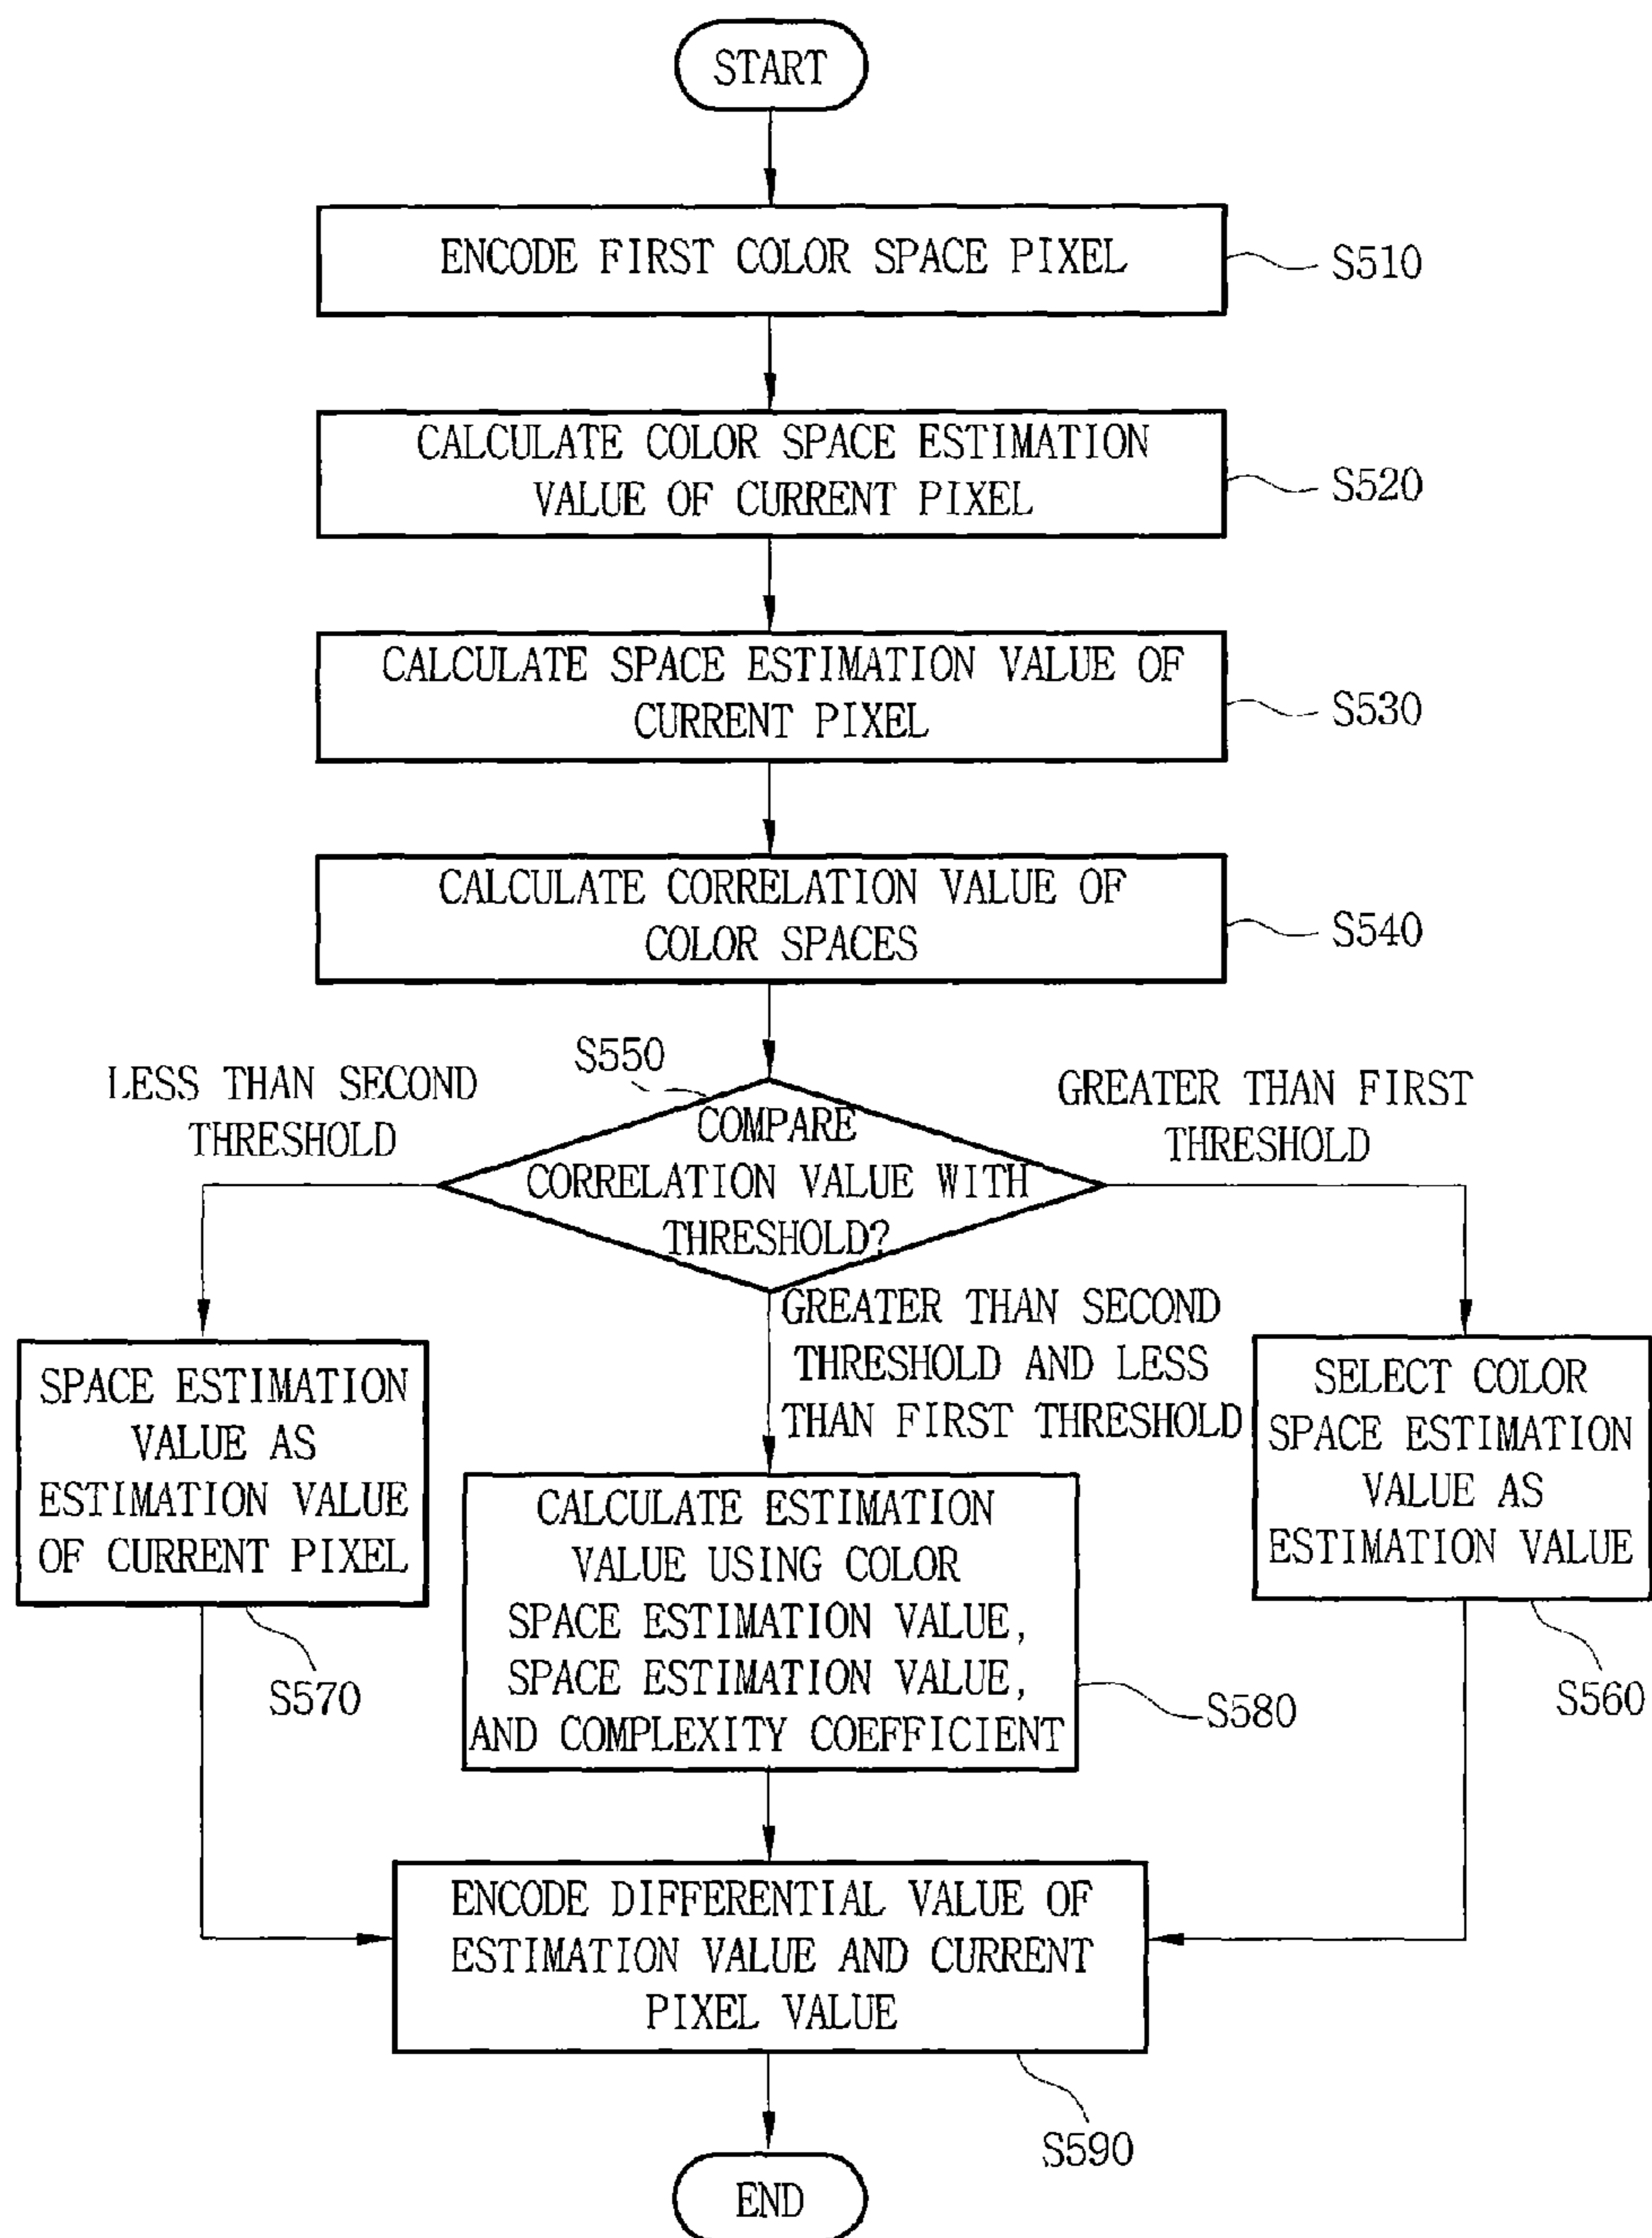 START
ENCODE FIRST COLOR SPACE PIXEL
S510
CALCULATE COLOR SPACE ESTIMATION
VALUE OF CURRENT PIXEL
S520
CALCULATE SPACE ESTIMATION VALUE OF
CURRENT PIXEL
S530
CALCULATE CORRELATION VALUE OF
COLOR SPACES
S540
S550
COMPARE
CORRELATION VALUE WITH
THRESHOLD?
LESS THAN SECOND
THRESHOLD
GREATER THAN FIRST
THRESHOLD
GREATER THAN SECOND
THRESHOLD AND LESS
THAN FIRST THRESHOLD
SPACE ESTIMATION
VALUE AS
ESTIMATION VALUE
OF CURRENT PIXEL
S570
CALCULATE ESTIMATION
VALUE USING COLOR
SPACE ESTIMATION VALUE,
SPACE ESTIMATION VALUE,
AND COMPLEXITY COEFFICIENT
S580
SELECT COLOR
SPACE ESTIMATION
VALUE AS
ESTIMATION VALUE
S560
ENCODE DIFFERENTIAL VALUE OF
ESTIMATION VALUE AND CURRENT
PIXEL VALUE
S590
END